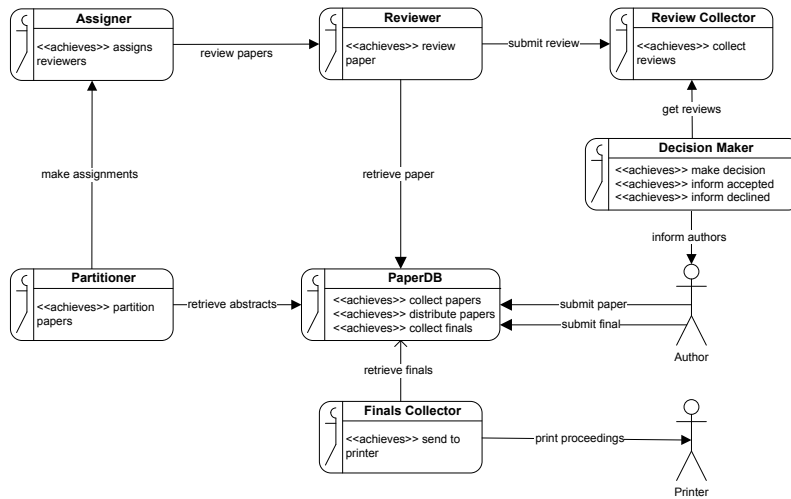 Assigner
<<achieves>> assigns
reviewers
review papers
Reviewer
<<achieves>> review
paper
submit review
Review Collector
<<achieves>> collect
reviews
get reviews
make assignments
retrieve paper
Decision Maker
<<achieves>> make decision
<<achieves>> inform accepted
<<achieves>> inform declined
inform authors
Partitioner
<<achieves>> partition
papers
retrieve abstracts
PaperDB
<<achieves>> collect papers
<<achieves>> distribute papers
<<achieves>> collect finals
submit paper
submit final
Author
retrieve finals
Finals Collector
<<achieves>> send to
printer
print proceedings
Printer